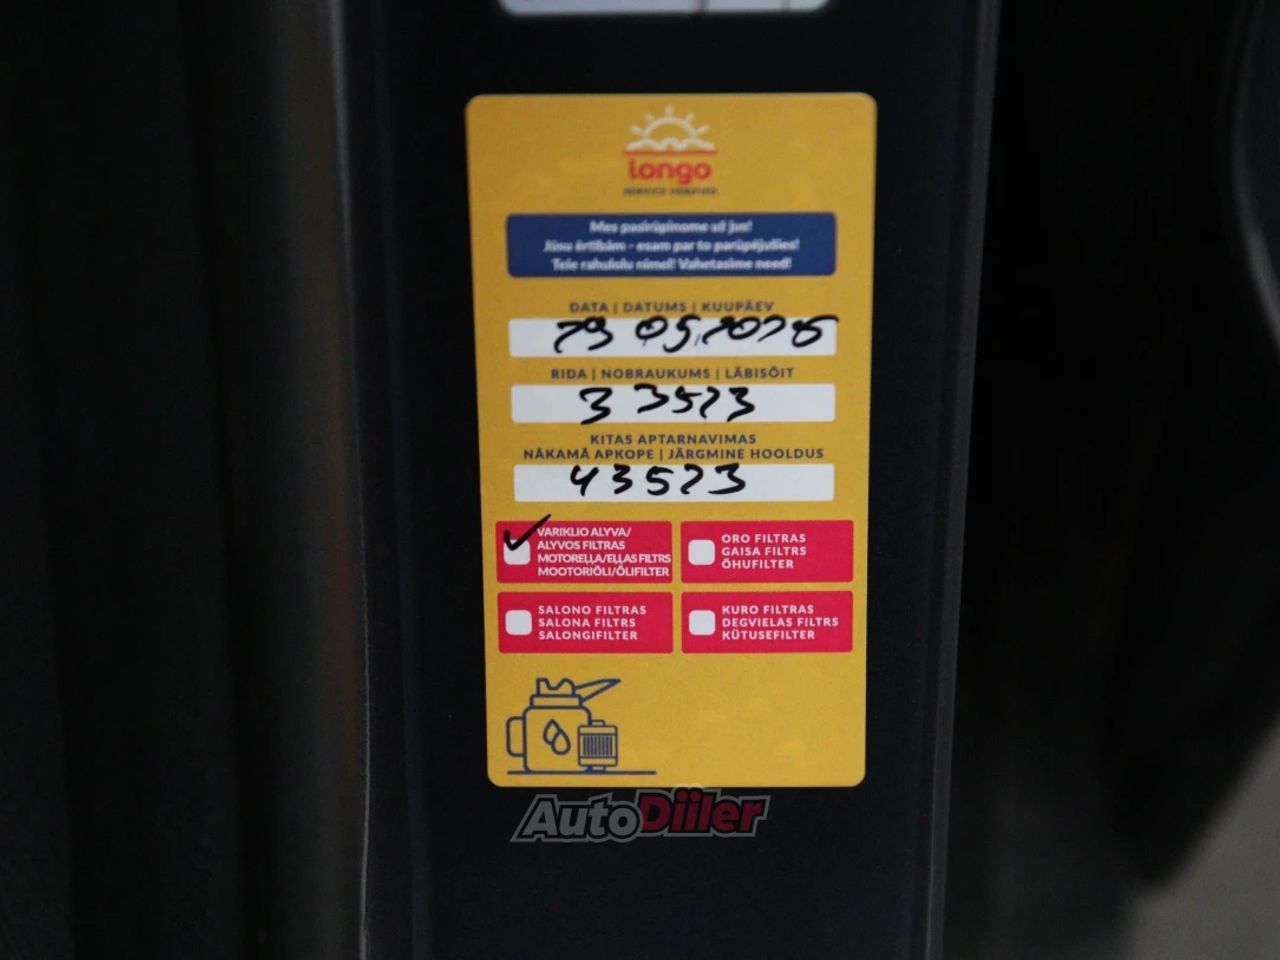 longo
Mes pasirūpinome už jus!
Jūsu ērtībām - esam par to parūpējušies!
Teie rahulolu nimel! Vahetasime need!
DATA | DATUMS | KUUPÄEV
29 05,2025
RIDA | NOBRAUKUMS | LÄBISÕIT
33523
KITAS APTARNAVIMAS
NĀKAMĀ APKOPE | JÄRGMINE HOOLDUS
43523
VARIKLIO ALYVA/
ALYVOS FILTRAS
MOTOREĻĻA/EĻĻAS FILTRS
MOOTORIÕLI/ÕLIFILTER
ORO FILTRAS
GAISA FILTRS
ÕHUFILTER
SALONO FILTRAS
SALONA FILTRS
SALONGIFILTER
KURO FILTRAS
DEGVIELAS FILTRS
KÜTUSEFILTER
AutoDiiler